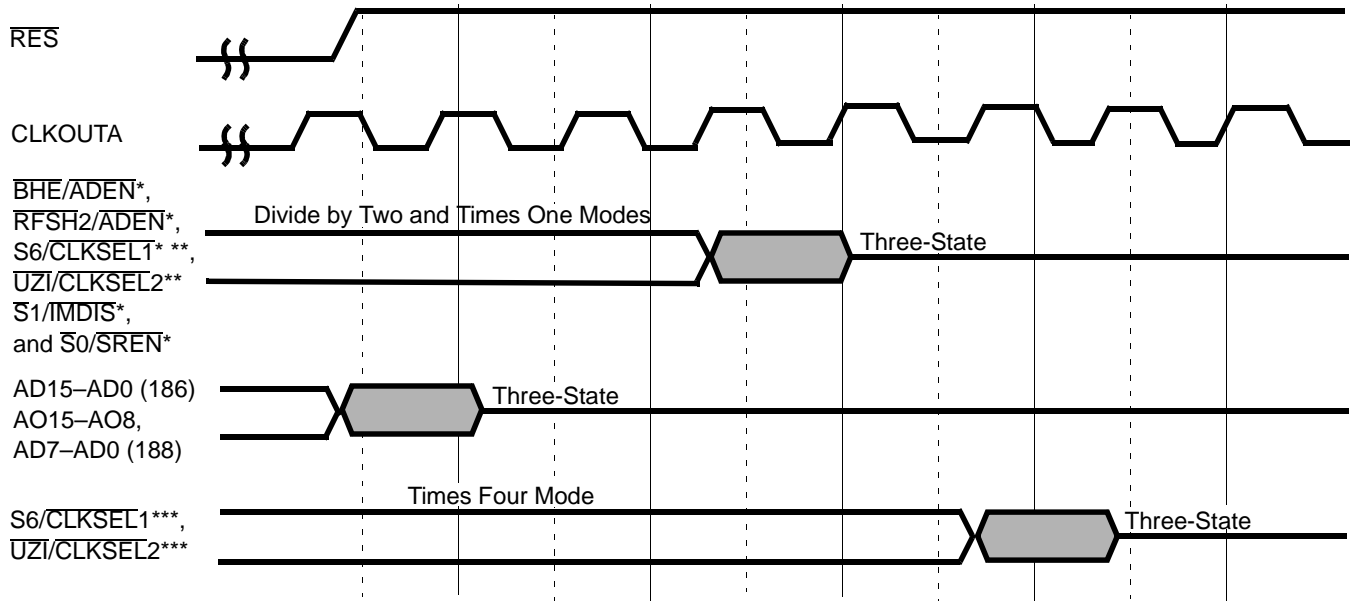 RES
CLKOUTA
BHE/ADEN*,
RFSH2/ADEN*,
S6/CLKSEL1* **,
UZI/CLKSEL2**
S1/IMDIS*,
and S0/SREN*
Divide by Two and Times One Modes
Three-State
AD15–AD0 (186)
AO15–AO8,
AD7–AD0 (188)
Three-State
Times Four Mode
S6/CLKSEL1***,
UZI/CLKSEL2***
Three-State